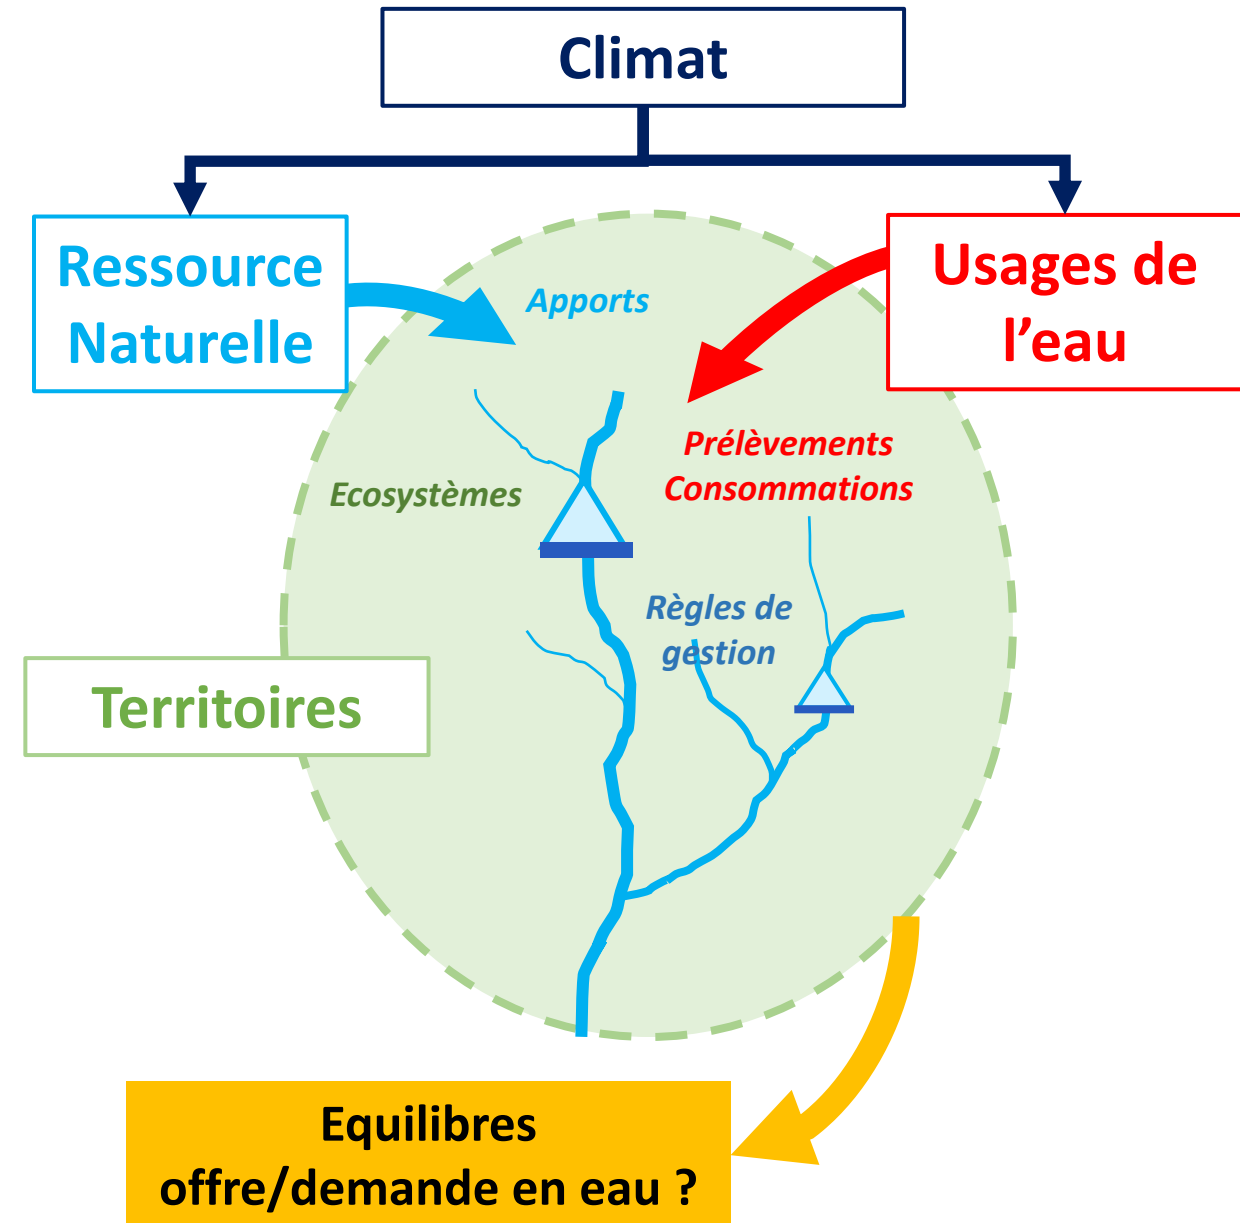 Climat
Ressource
Naturelle
Usages de
l’eau
Apports
Prélèvements
Consommations
Ecosystèmes
Règles de
gestion
Territoires
Equilibres
offre/demande en eau ?